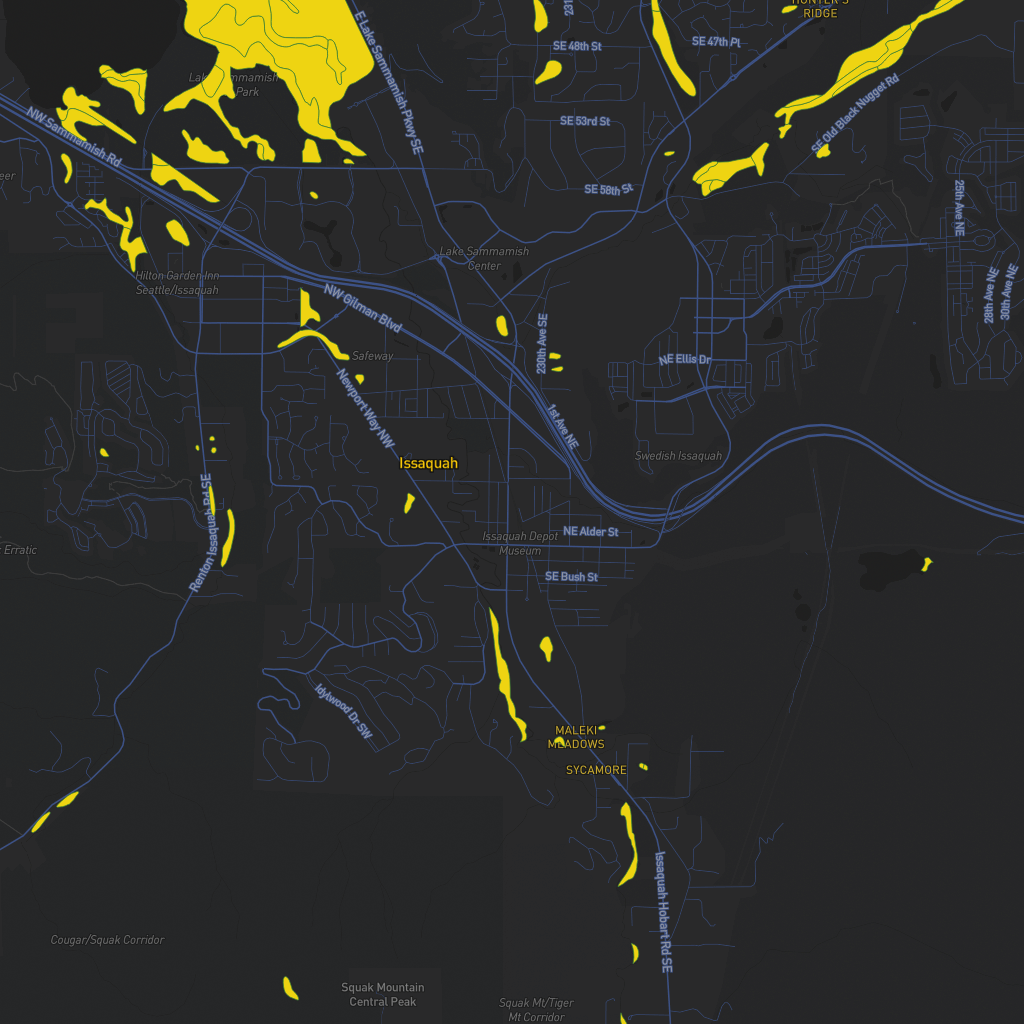 HUNTER'S
RIDGE
231
SE 48th St
SE 47th Pl
E Lake Sammamish Pkwy SE
Lake Sammamish
Park
NW Sammamish Rd
SE 53rd St
SE Old Black Nugget Rd
SE 58th St
25th Ave NE
Lake Sammamish
Center
Hilton Garden Inn
Seattle/Issaquah
28th Ave NE
30th Ave NE
NW Gilman Blvd
230th Ave SE
Safeway
NE Ellis Dr
Newport Way NW
1st Ave NE
Issaquah
Swedish Issaquah
Renton Issaquah Rd SE
Issaquah Depot
Museum
NE Alder St
Erratic
SE Bush St
Idylwood Dr SW
MALEKI
MEADOWS
SYCAMORE
Issaquah Hobart Rd SE
Cougar/Squak Corridor
Squak Mountain
Central Peak
Squak Mt/Tiger
Mt Corridor